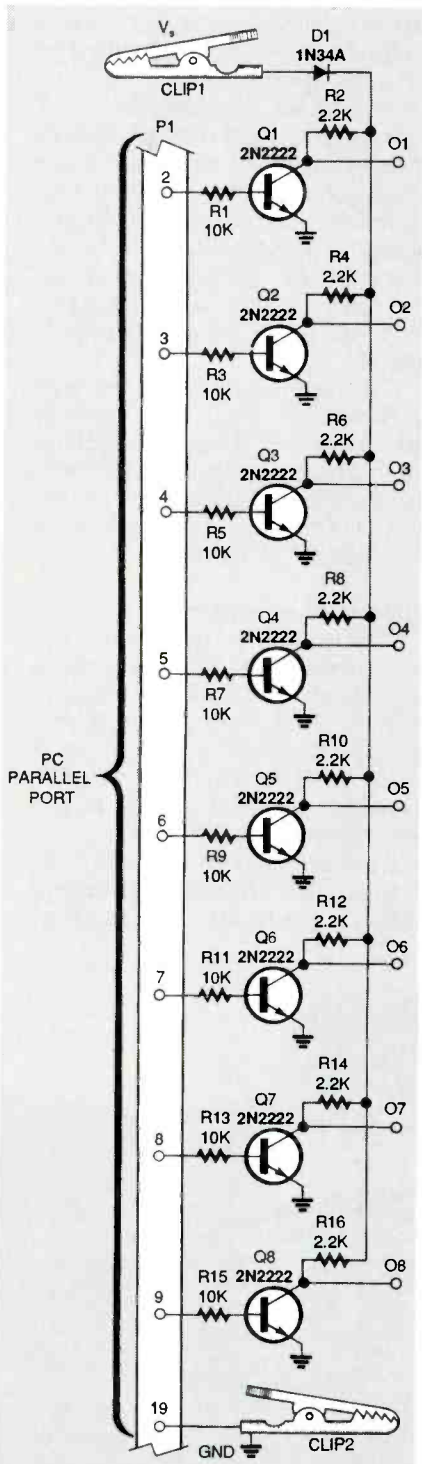 Vs
CLIP1
D1
1N34A
P1
R2
2.2K
Q1
2N2222
O1
2
R1
10K
R4
2.2K
Q2
2N2222
O2
3
R3
10K
R6
2.2K
Q3
2N2222
O3
4
R5
10K
R8
2.2K
Q4
2N2222
O4
5
R7
10K
PC
PARALLEL
PORT
R10
2.2K
Q5
2N2222
O5
6
R9
10K
R12
2.2K
Q6
2N2222
O6
7
R11
10K
R14
2.2K
Q7
2N2222
O7
8
R13
10K
R16
2.2K
Q8
2N2222
O8
9
R15
10K
19
GND
CLIP2